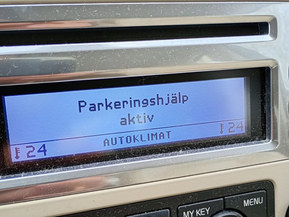 Parkeringshjälp
aktiv
AUTOKLIMAT
24 24
MY KEY MENU